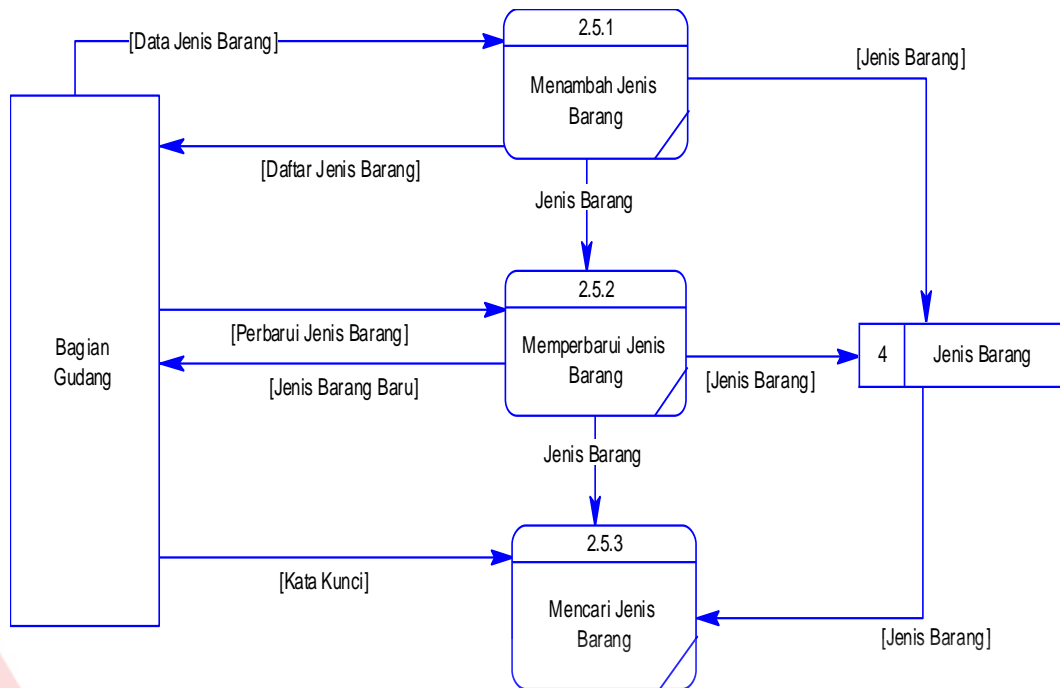 [Data Jenis Barang]
2.5.1
Menambah Jenis
Barang
[Jenis Barang]
[Daftar Jenis Barang]
Jenis Barang
Bagian
Gudang
[Perbarui Jenis Barang]
[Jenis Barang Baru]
2.5.2
Memperbarui Jenis
Barang
[Jenis Barang]
4
Jenis Barang
Jenis Barang
[Kata Kunci]
2.5.3
Mencari Jenis
Barang
[Jenis Barang]